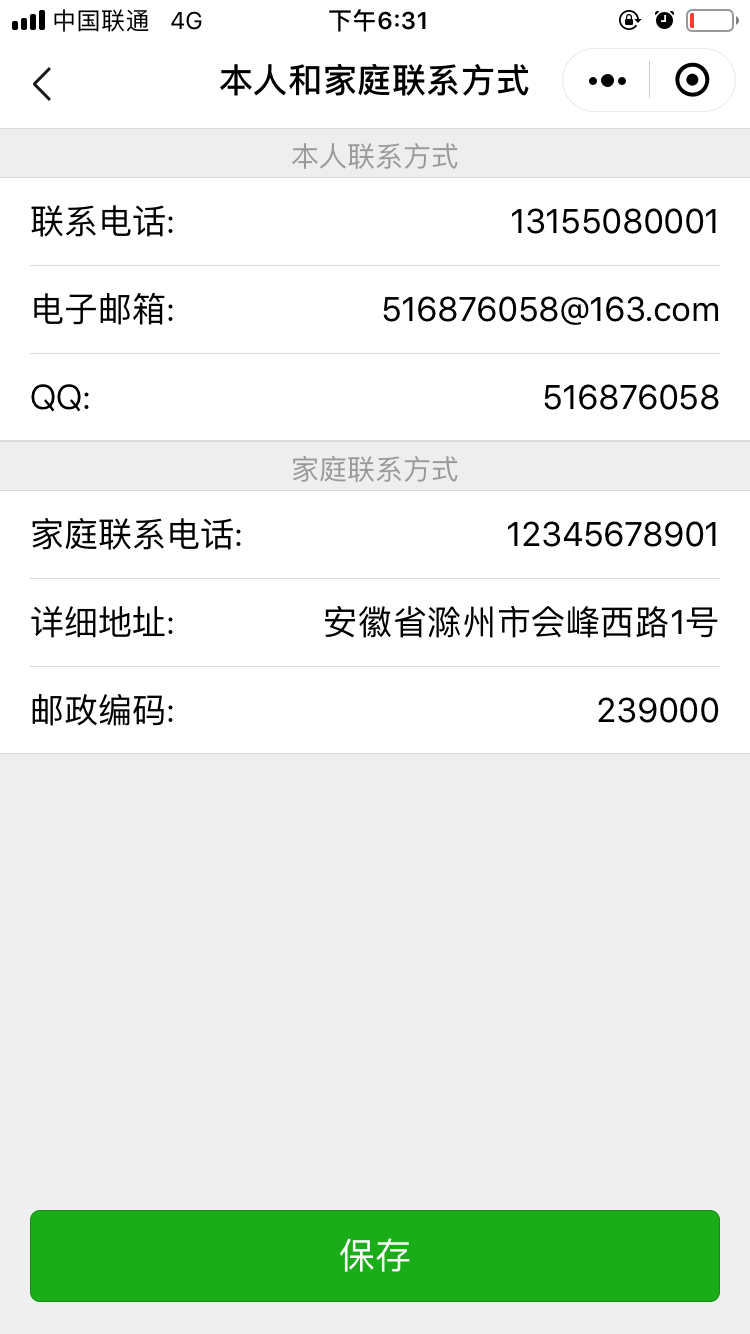 中国联通 4G 下午6:31
本人和家庭联系方式
本人联系方式
联系电话: 13155080001
电子邮箱: 516876058@163.com
QQ: 516876058
家庭联系方式
家庭联系电话: 12345678901
详细地址: 安徽省滁州市会峰西路1号
邮政编码: 239000
保存